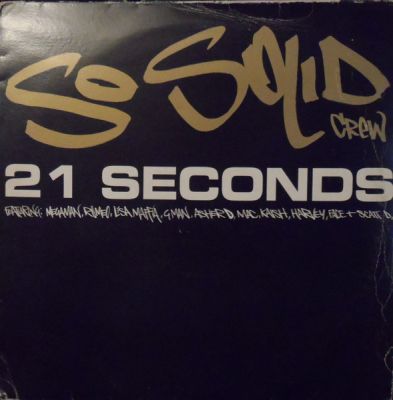 So Solid
Crew
21 SECONDS
FEATURING: MEGAMAN, ROMEO, LISA MAFFIA, G MAN, ASHER D, MAC, KAISH, HARVEY, FACE + SCAT D.